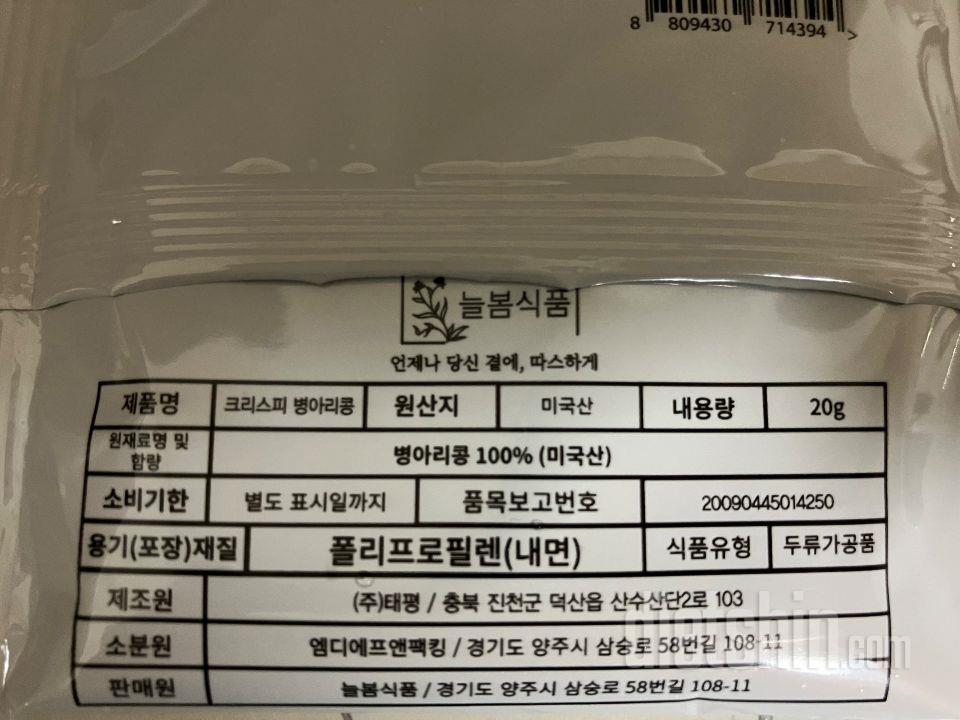 8 809430 714394 >
늘봄식품
언제나 당신 곁에, 따스하게
제품명 크리스피 병아리콩 원산지 미국산 내용량 20g
원재료명 및 함량 병아리콩 100% (미국산)
소비기한 별도 표시일까지 품목보고번호 20090445014250
용기(포장)재질 폴리프로필렌(내면) 식품유형 두류가공품
제조원 (주)태평 / 충북 진천군 덕산읍 산수산단2로 103
소분원 엠디에프앤팩킹 / 경기도 양주시 삼숭로 58번길 108-11
판매원 늘봄식품 / 경기도 양주시 삼숭로 58번길 108-11
dietshin.com